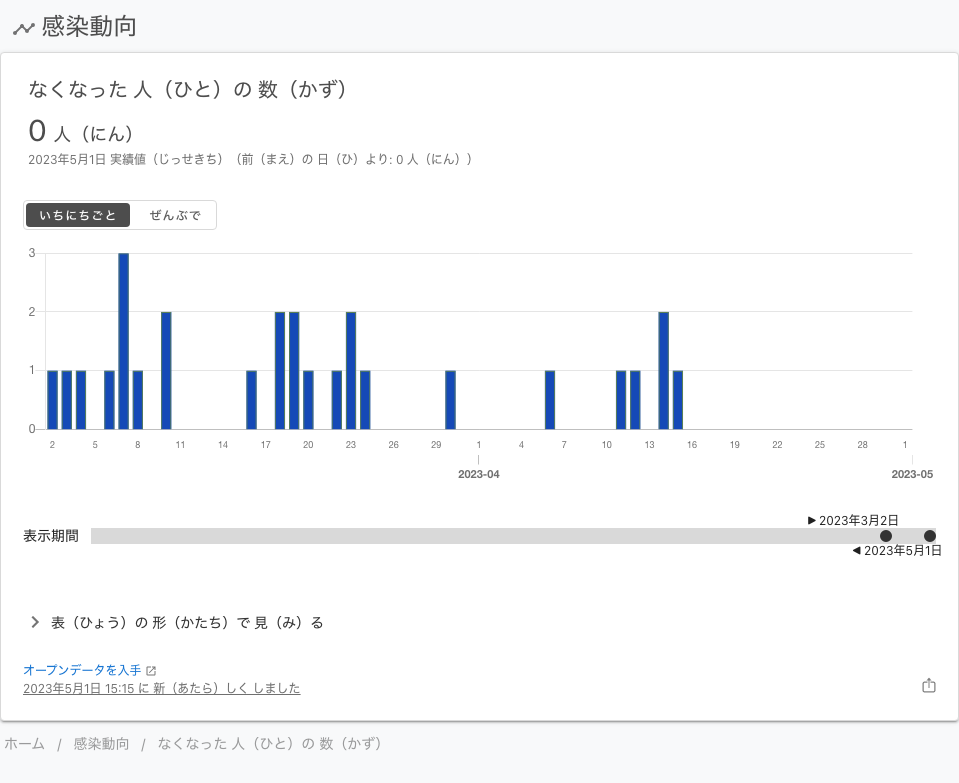 感染動向
なくなった 人（ひと）の 数（かず）
0 人（にん）
2023年5月1日 実績値（じっせきち）（前（まえ）の 日（ひ）より: 0 人（にん））
いちにちごと ぜんぶで
3
2
1
0
2 5 8 11 14 17 20 23 26 29 1 4 7 10 13 16 19 22 25 28 1
2023-04 2023-05
▶ 2023年3月2日
表示期間
◀ 2023年5月1日
表（ひょう）の 形（かたち）で 見（み）る
オープンデータを入手
2023年5月1日 15:15 に 新（あたら）しく しました
ホーム / 感染動向 / なくなった 人（ひと）の 数（かず）